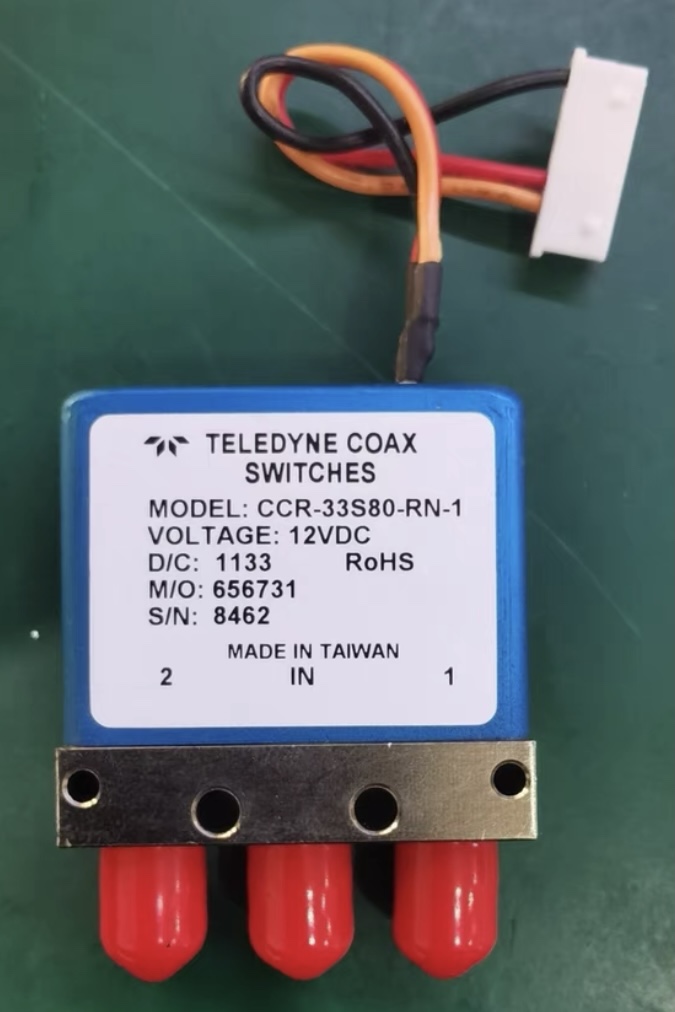 TELEDYNE COAX
SWITCHES
MODEL: CCR-33S80-RN-1
VOLTAGE: 12VDC
D/C: 1133 RoHS
M/O: 656731
S/N: 8462
MADE IN TAIWAN
2 IN 1